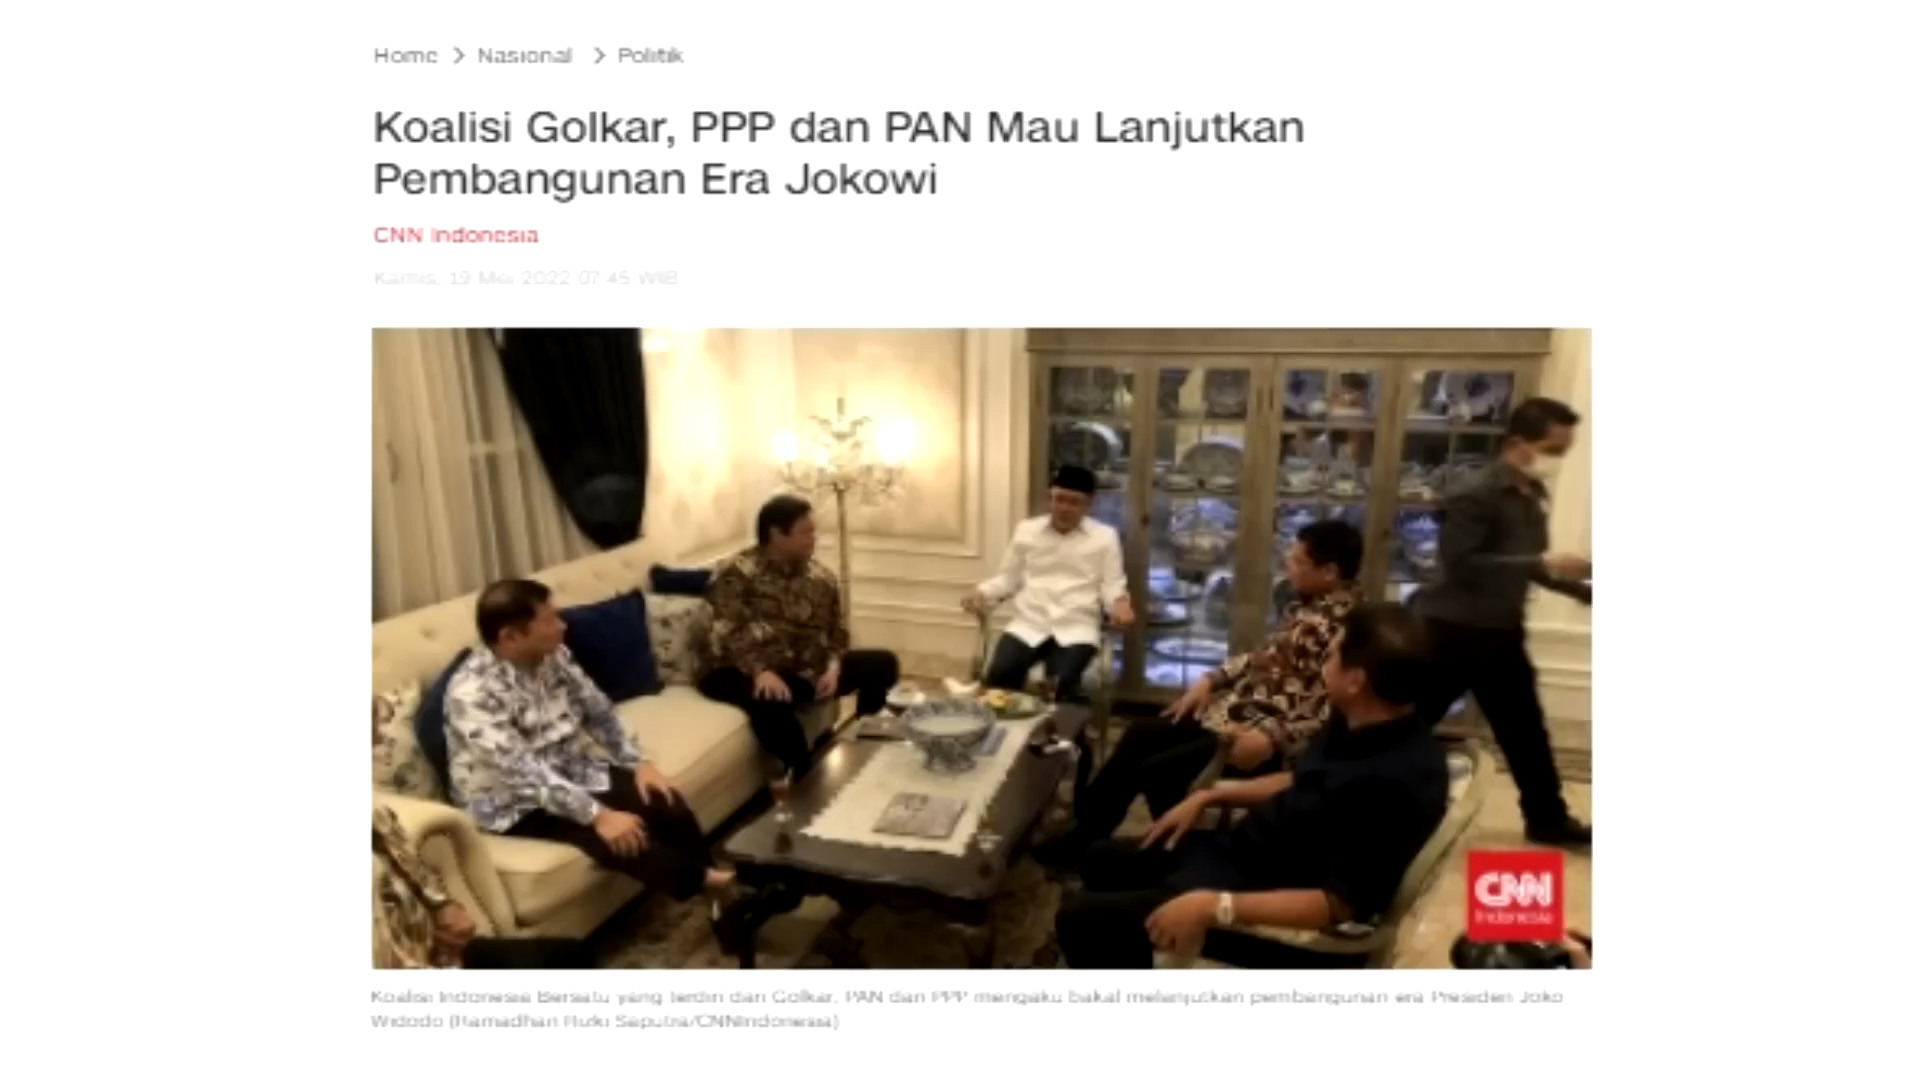 Home > Nasional > Politik
Koalisi Golkar, PPP dan PAN Mau Lanjutkan
Pembangunan Era Jokowi
CNN Indonesia
Kamis, 19 Mei 2022 07:45 WIB
CNN
Indonesia
Koalisi Indonesia Bersatu yang terdiri dari Golkar, PAN dan PPP mengaku bakal melanjutkan pembangunan era Presiden Joko
Widodo (Ramadhan Rizki Saputra/CNNIndonesia)